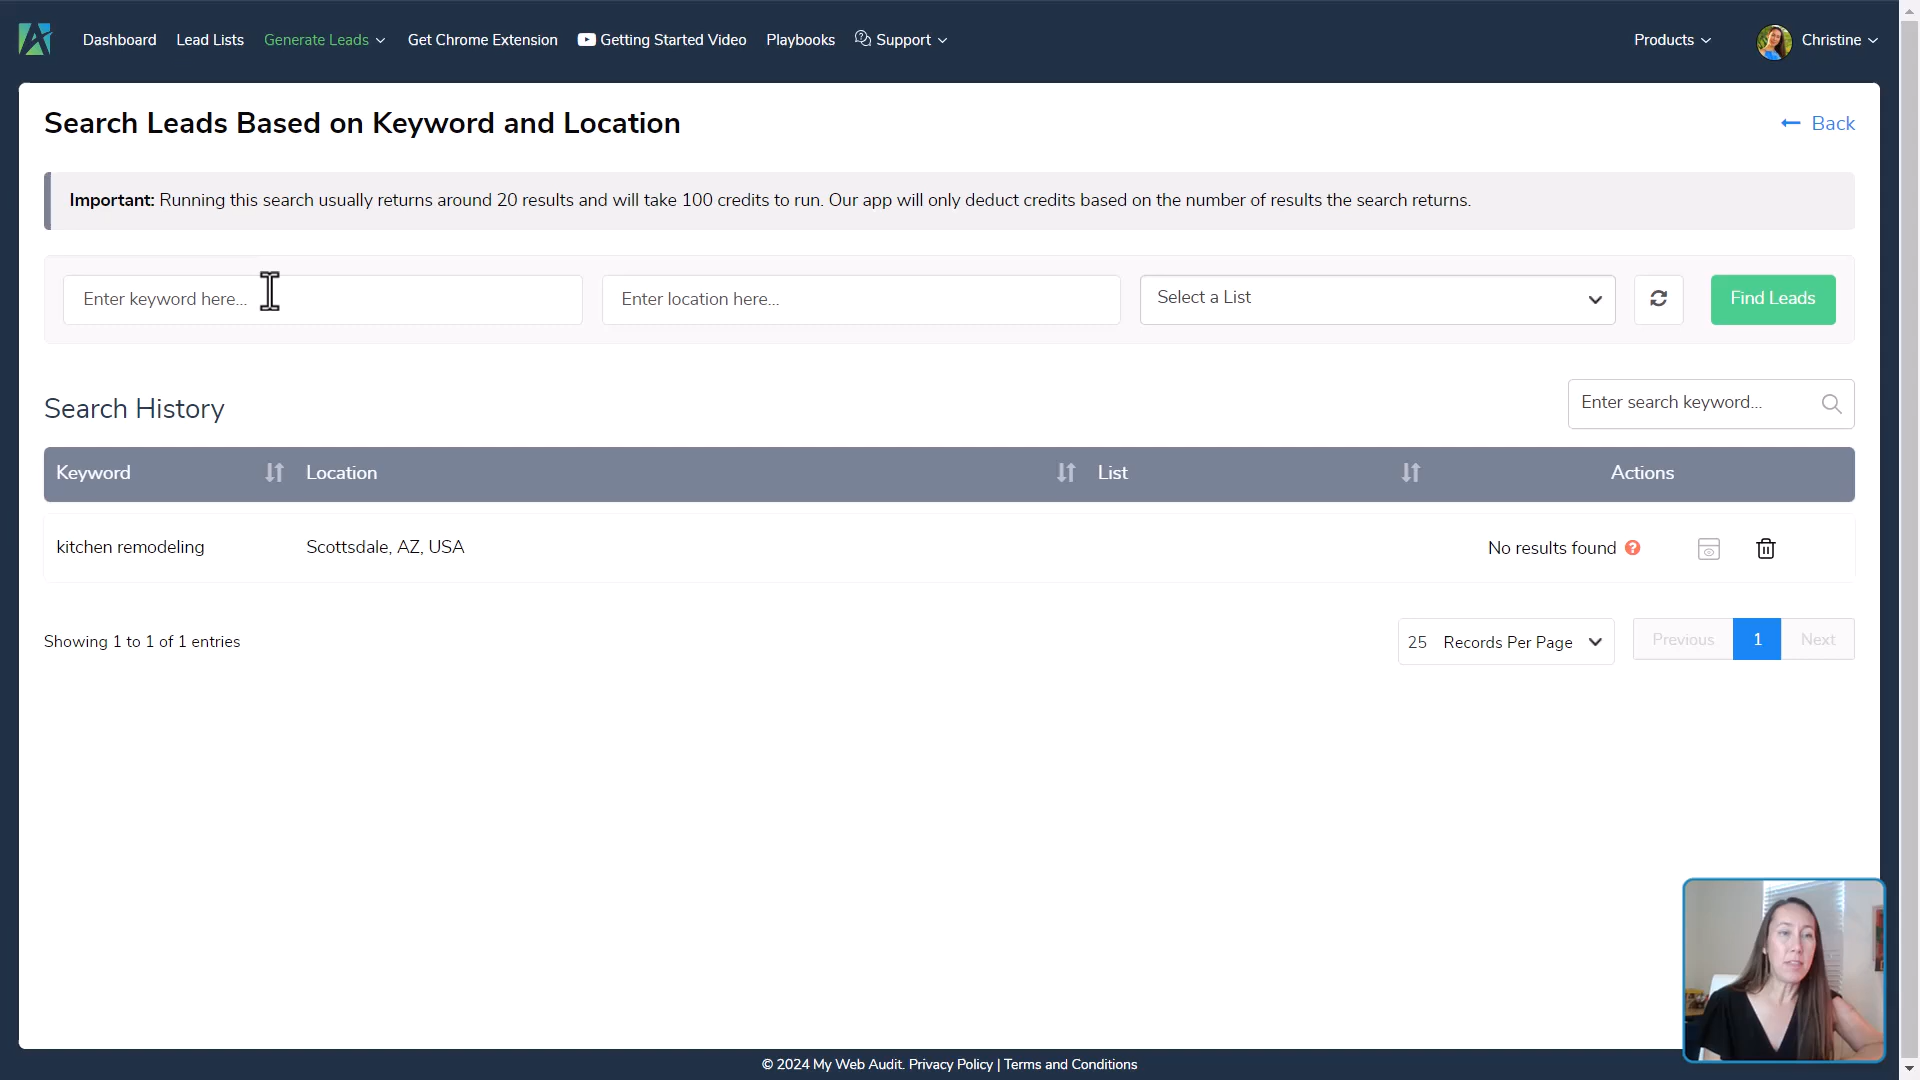 Dashboard
Lead Lists
Generate Leads
Get Chrome Extension
Getting Started Video
Playbooks
Support
Products
Christine
Search Leads Based on Keyword and Location
Back
Important: Running this search usually returns around 20 results and will take 100 credits to run. Our app will only deduct credits based on the number of results the search returns.
Enter keyword here...
Enter location here...
Select a List
Find Leads
Search History
Enter search keyword...
Keyword
Location
List
Actions
kitchen remodeling
Scottsdale, AZ, USA
No results found ?
Showing 1 to 1 of 1 entries
25 Records Per Page
Previous
1
Next
© 2024 My Web Audit. Privacy Policy | Terms and Conditions